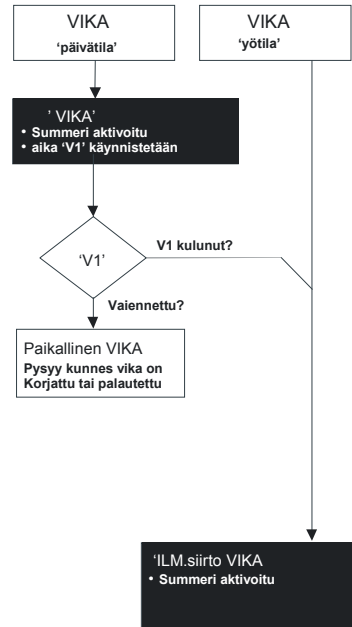 VIKA
'päivätila'
VIKA
'yötila'
' VIKA'
• Summeri aktivoitu
• aika 'V1' käynnistetään
V1 kulunut?
'V1'
Vaiennettu?
Paikallinen VIKA
Pysyy kunnes vika on
Korjattu tai palautettu
'ILM.siirto VIKA
• Summeri aktivoitu